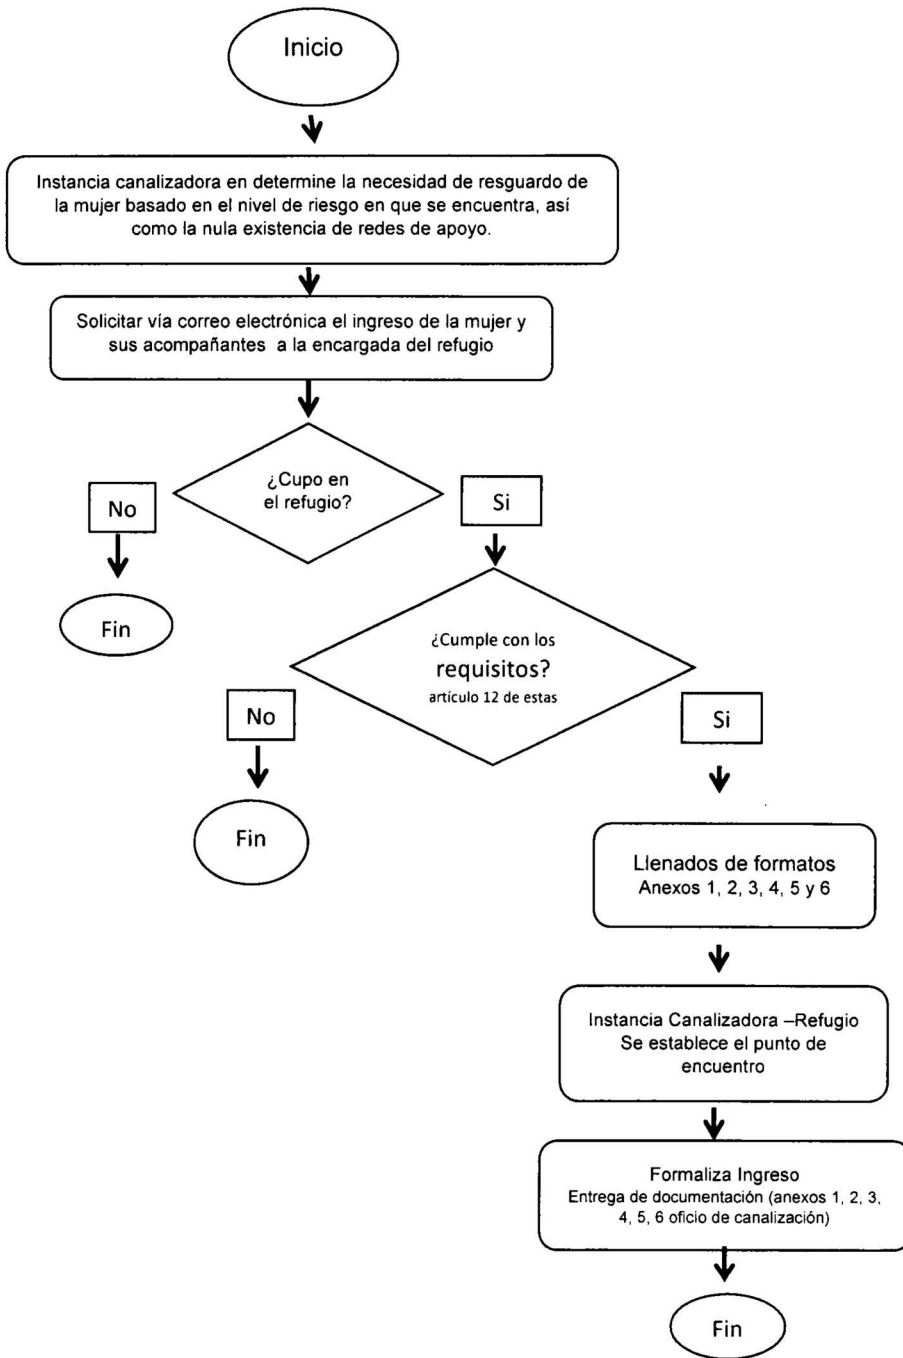 Inicio
Instancia canalizadora en determine la necesidad de resguardo de
la mujer basado en el nivel de riesgo en que se encuentra, así
como la nula existencia de redes de apoyo.
Solicitar vía correo electrónica el ingreso de la mujer y
sus acompañantes a la encargada del refugio
¿Cupo en
el refugio?
No
Si
Fin
¿Cumple con los
requisitos?
artículo 12 de estas
No
Si
Fin
Llenados de formatos
Anexos 1, 2, 3, 4, 5 y 6
Instancia Canalizadora –Refugio
Se establece el punto de
encuentro
Formaliza Ingreso
Entrega de documentación (anexos 1, 2, 3,
4, 5, 6 oficio de canalización)
Fin